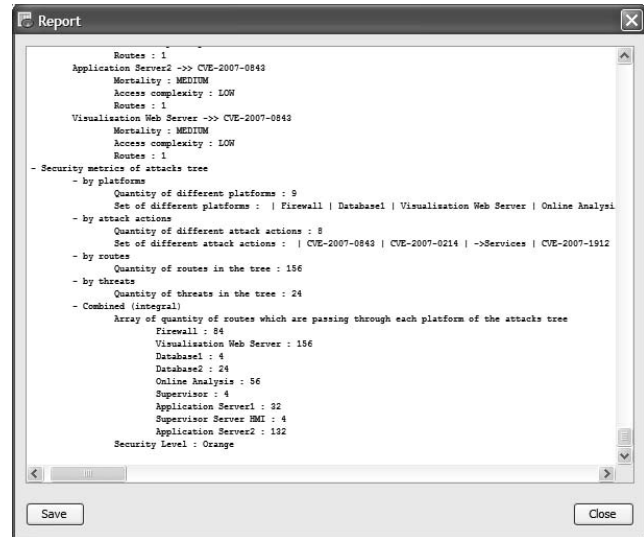 Report
Routes : 1
Application Server2 ->> CVE-2007-0843
Mortality : MEDIUM
Access complexity : LOW
Routes : 1
Visualization Web Server ->> CVE-2007-0843
Mortality : MEDIUM
Access complexity : LOW
Routes : 1
- Security metrics of attacks tree
- by platforms
Quantity of different platforms : 9
Set of different platforms : | Firewall | Database1 | Visualization Web Server | Online Analysi
- by attack actions
Quantity of different attack actions : 8
Set of different attack actions : | CVE-2007-0843 | CVE-2007-0214 | ->Services | CVE-2007-1912
- by routes
Quantity of routes in the tree : 156
- by threats
Quantity of threats in the tree : 24
- Combined (integral)
Array of quantity of routes which are passing through each platform of the attacks tree
Firewall : 84
Visualization Web Server : 156
Database1 : 4
Database2 : 24
Online Analysis : 56
Supervisor : 4
Application Server1 : 32
Supervisor Server HMI : 4
Application Server2 : 132
Security Level : Orange
Save
Close